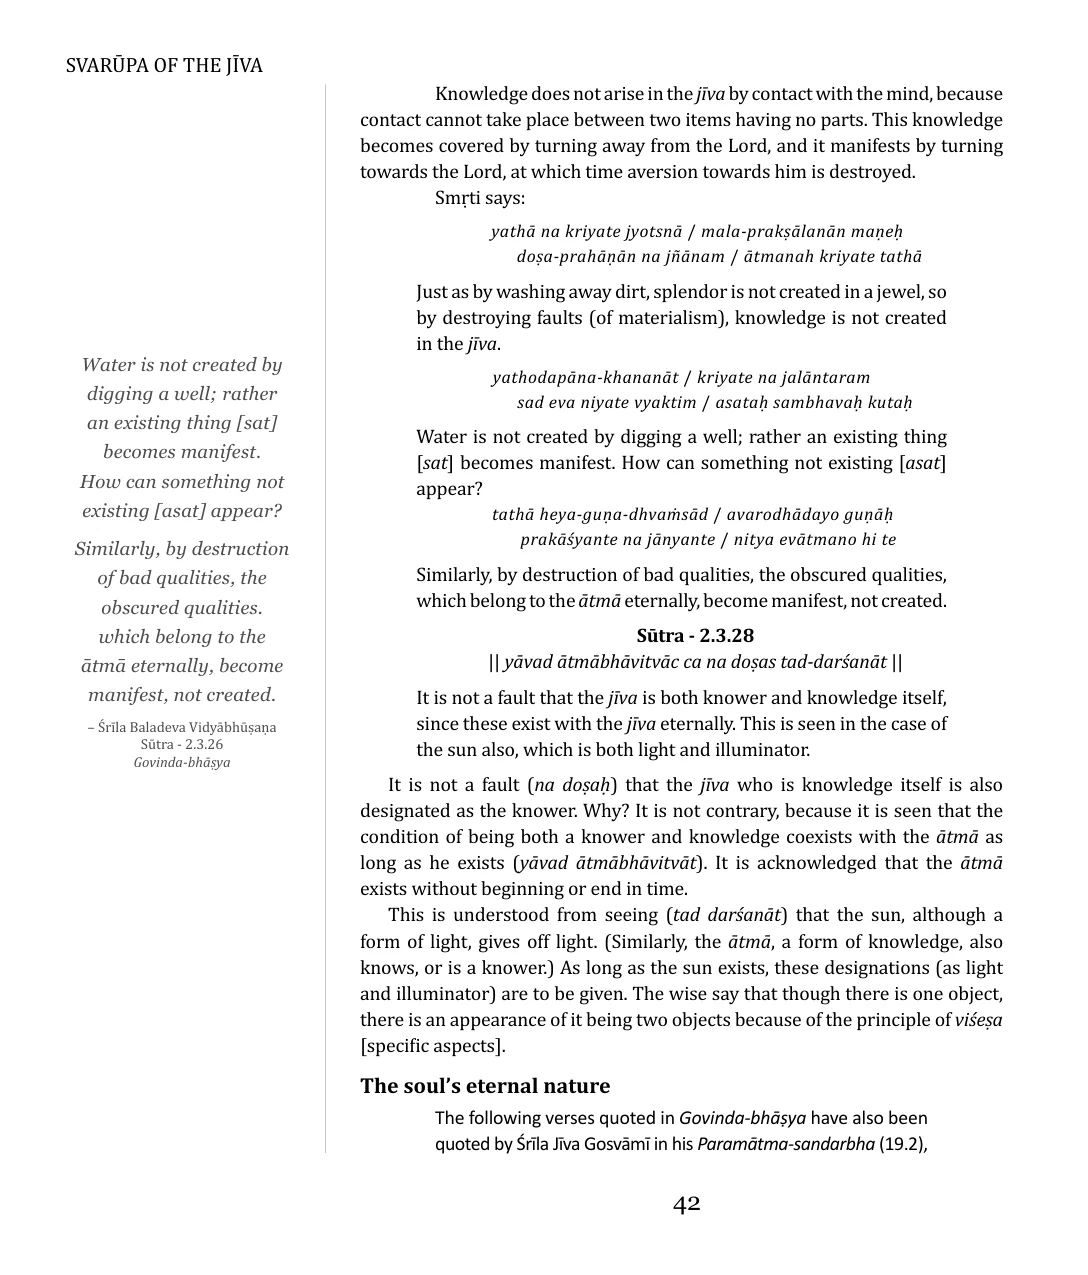 SVARŪPA OF THE JĪVA
Knowledge does not arise in the jīva by contact with the mind, because
contact cannot take place between two items having no parts. This knowledge
becomes covered by turning away from the Lord, and it manifests by turning
towards the Lord, at which time aversion towards him is destroyed.
Smṛti says:
yathā na kriyate jyotsnā / mala-prakṣālanān maṇeḥ
doṣa-prahāṇān na jñānam / ātmanah kriyate tathā
Just as by washing away dirt, splendor is not created in a jewel, so
by destroying faults (of materialism), knowledge is not created
in the jīva.
yathodapāna-khananāt / kriyate na jalāntaram
sad eva niyate vyaktim / asataḥ sambhavaḥ kutaḥ
Water is not created by digging a well; rather an existing thing
[sat] becomes manifest. How can something not existing [asat]
appear?
tathā heya-guṇa-dhvaṁsād / avarodhādayo guṇāḥ
prakāśyante na jānyante / nitya evātmano hi te
Similarly, by destruction of bad qualities, the obscured qualities,
which belong to the ātmā eternally, become manifest, not created.
Sūtra - 2.3.28
|| yāvad ātmābhāvitvāc ca na doṣas tad-darśanāt ||
It is not a fault that the jīva is both knower and knowledge itself,
since these exist with the jīva eternally. This is seen in the case of
the sun also, which is both light and illuminator.
It is not a fault (na doṣaḥ) that the jīva who is knowledge itself is also
designated as the knower. Why? It is not contrary, because it is seen that the
condition of being both a knower and knowledge coexists with the ātmā as
long as he exists (yāvad ātmābhāvitvāt). It is acknowledged that the ātmā
exists without beginning or end in time.
This is understood from seeing (tad darśanāt) that the sun, although a
form of light, gives off light. (Similarly, the ātmā, a form of knowledge, also
knows, or is a knower.) As long as the sun exists, these designations (as light
and illuminator) are to be given. The wise say that though there is one object,
there is an appearance of it being two objects because of the principle of viśeṣa
[specific aspects].
The soul’s eternal nature
The following verses quoted in Govinda-bhāṣya have also been
quoted by Śrīla Jīva Gosvāmī in his Paramātma-sandarbha (19.2),
Water is not created by
digging a well; rather
an existing thing [sat]
becomes manifest.
How can something not
existing [asat] appear?
Similarly, by destruction
of bad qualities, the
obscured qualities.
which belong to the
ātmā eternally, become
manifest, not created.
– Śrīla Baladeva Vidyābhūṣaṇa
Sūtra - 2.3.26
Govinda-bhāṣya
42